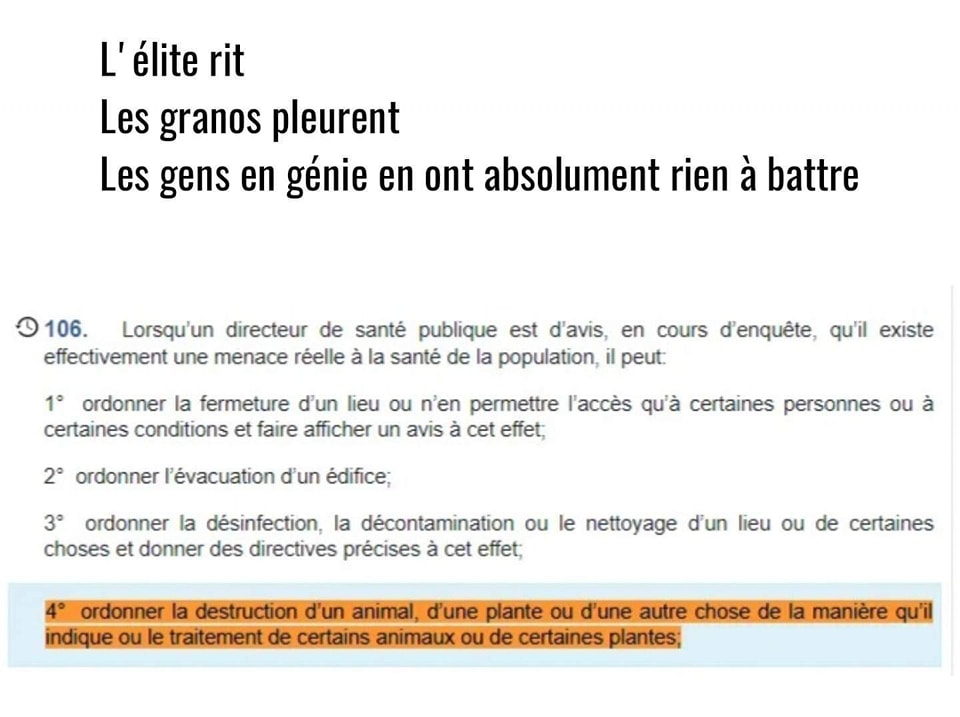 L'élite rit
Les granos pleurent
Les gens en génie en ont absolument rien à battre
106. Lorsqu'un directeur de santé publique est d'avis, en cours d'enquête, qu'il existe
effectivement une menace réelle à la santé de la population, il peut:
1° ordonner la fermeture d'un lieu ou n'en permettre l'accès qu'à certaines personnes ou à
certaines conditions et faire afficher un avis à cet effet;
2° ordonner l'évacuation d'un édifice;
3° ordonner la désinfection, la décontamination ou le nettoyage d'un lieu ou de certaines
choses et donner des directives précises à cet effet;
4° ordonner la destruction d'un animal, d'une plante ou d'une autre chose de la manière qu'il
indique ou le traitement de certains animaux ou de certaines plantes;